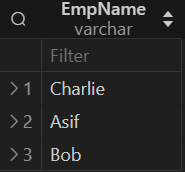 EmpName
varchar
Filter
1 Charlie
2 Asif
3 Bob